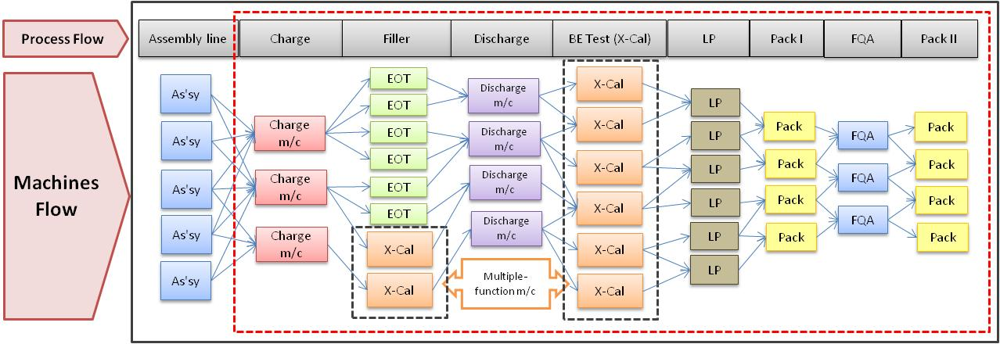 Process Flow
Assembly line
Charge
Filler
Discharge
BE Test (X-Cal)
LP
Pack I
FQA
Pack II
Machines
Flow
As'sy
As'sy
As'sy
As'sy
As'sy
Charge
m/c
Charge
m/c
Charge
m/c
EOT
EOT
EOT
EOT
EOT
EOT
X-Cal
X-Cal
Discharge
m/c
Discharge
m/c
Discharge
m/c
Discharge
m/c
Multiple-
function m/c
X-Cal
X-Cal
X-Cal
X-Cal
X-Cal
X-Cal
LP
LP
LP
LP
LP
LP
Pack
Pack
Pack
Pack
FQA
FQA
FQA
Pack
Pack
Pack
Pack